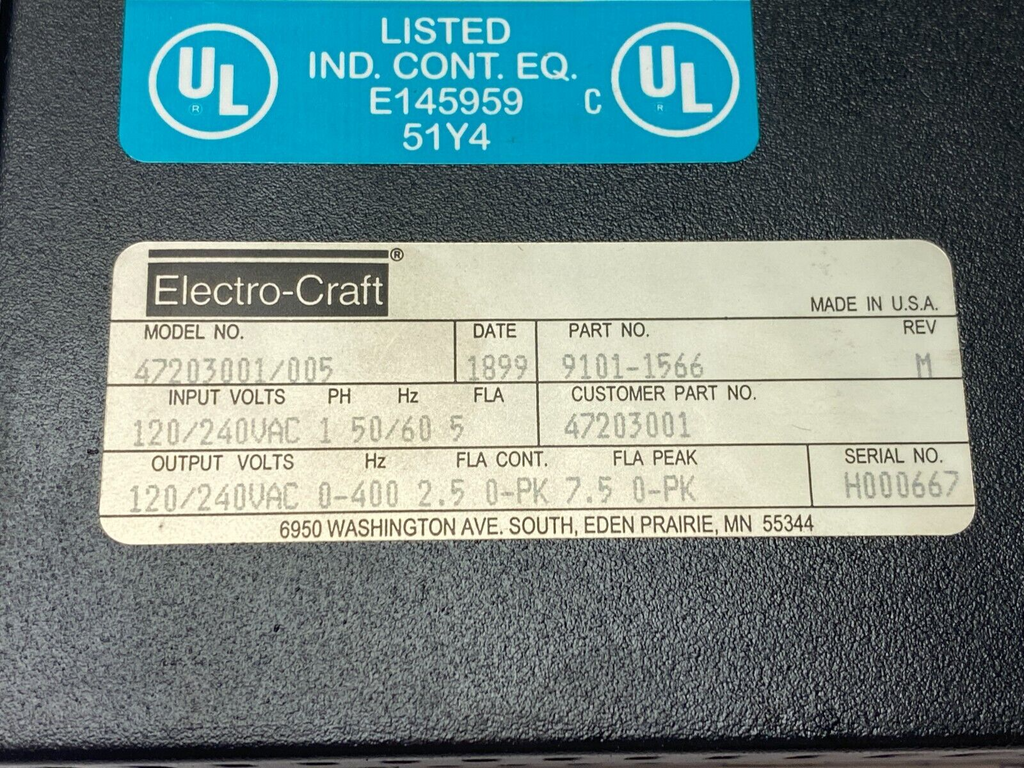 UL ® LISTED
IND. CONT. EQ.
E145959 C UL ®
51Y4
Electro-Craft ®
MADE IN U.S.A.
MODEL NO. DATE PART NO. REV
47203001/005 1899 9101-1566 M
INPUT VOLTS PH Hz FLA CUSTOMER PART NO.
120/240VAC 1 50/60 5 47203001
OUTPUT VOLTS Hz FLA CONT. FLA PEAK SERIAL NO.
120/240VAC 0-400 2.5 0-PK 7.5 0-PK H000667
6950 WASHINGTON AVE. SOUTH, EDEN PRAIRIE, MN 55344